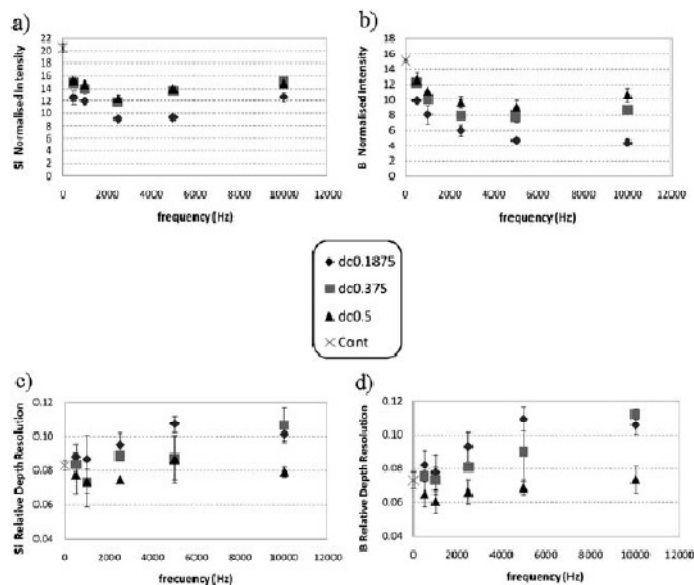 a)
SI Normalised Intensity
22
20
18
16
14
12
10
8
6
4
2
0
0 2000 4000 6000 8000 10000 12000
frequency (Hz)
b)
B Normalised Intensity
18
16
14
12
10
8
6
4
2
0
0 2000 4000 6000 8000 10000 12000
frequency (Hz)
dc0.1875
dc0.375
dc0.5
Cont
c)
SI Relative Depth Resolution
0.12
0.10
0.08
0.06
0.04
0 2000 4000 6000 8000 10000 12000
frecuency (Hz)
d)
B Relative Depth Resolution
0.12
0.10
0.08
0.06
0.04
0 2000 4000 6000 8000 10000 12000
frequency (Hz)